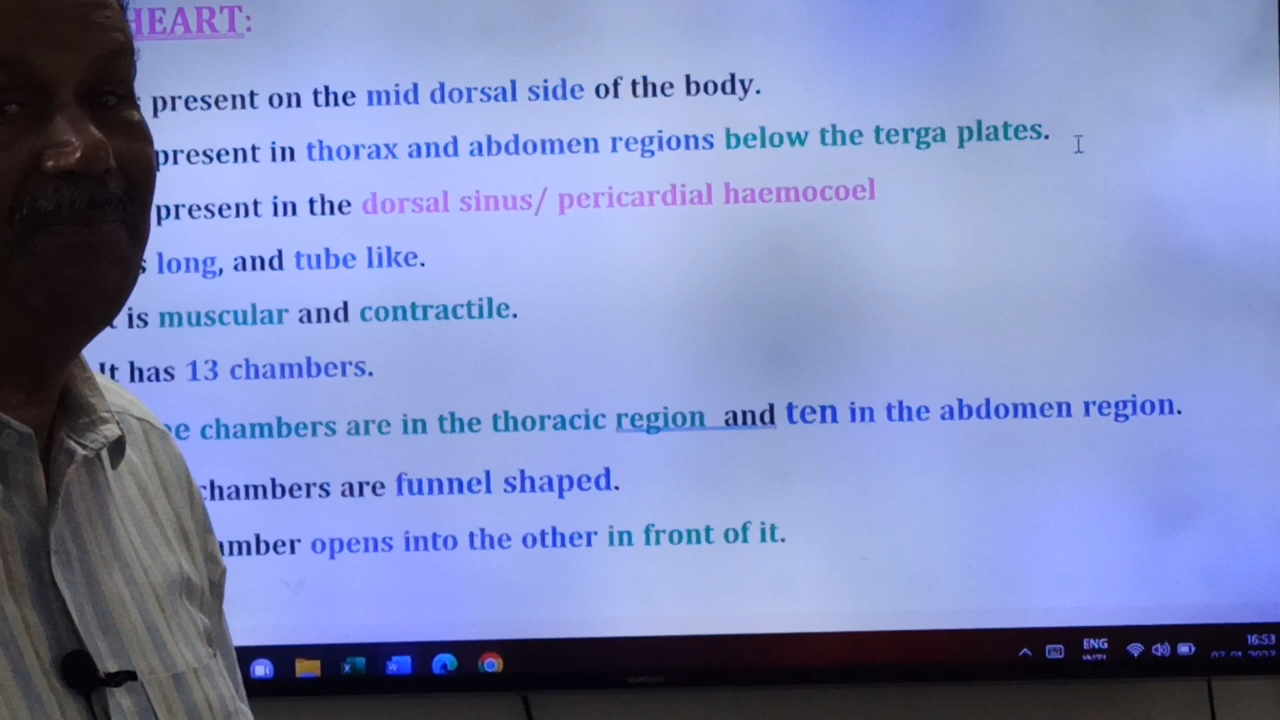 HEART:
present on the mid dorsal side of the body.
present in thorax and abdomen regions below the terga plates.
present in the dorsal sinus/ pericardial haemocoel
long, and tube like.
is muscular and contractile.
It has 13 chambers.
chambers are in the thoracic region and ten in the abdomen region.
chambers are funnel shaped.
opens into the other in front of it.
ENG
16:53